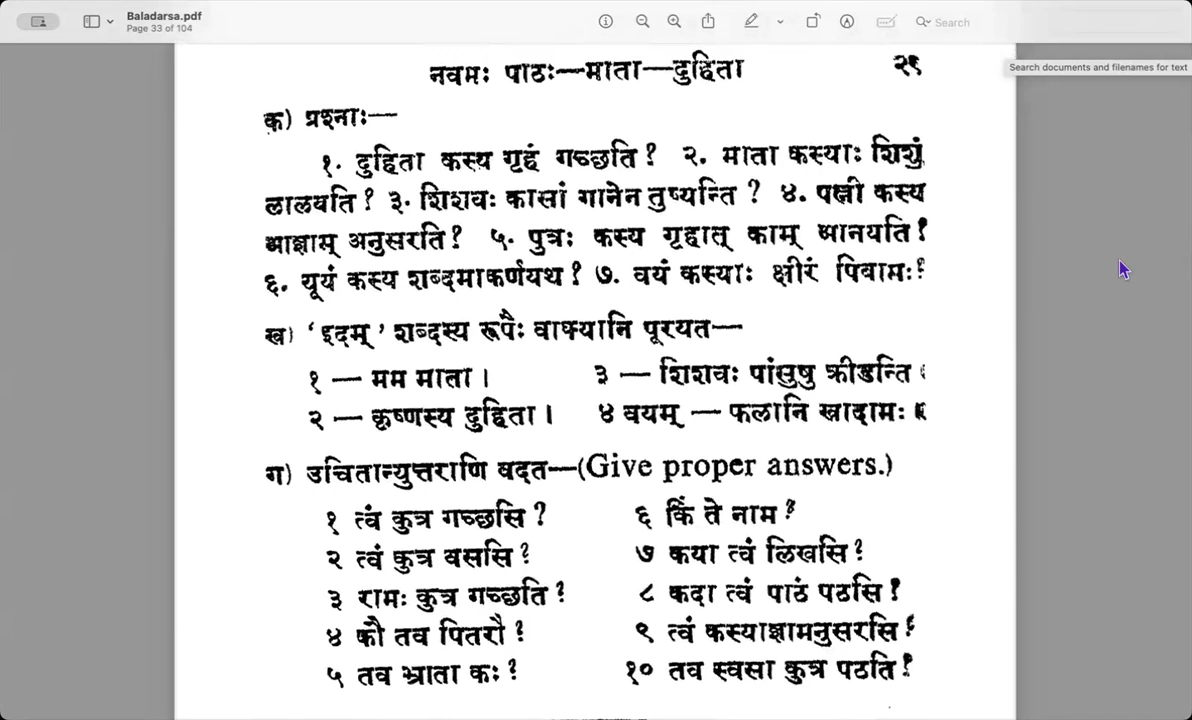 Baladarsa.pdf
Page 33 of 104
Search
Search documents and filenames for text
नवमः पाठः—माता—दुहिता २९
क) प्रश्नाः—
१. दुहिता कस्य गृहं गच्छति ? २. माता कस्याः शिशुं
लालयति ? ३. शिशवः कासां गानेन तुष्यन्ति ? ४. पत्नी कस्य
आज्ञाम् अनुसरति ? ५. पुत्रः कस्य गृहात् काम् आनयति ?
६. यूयं कस्य शब्दमाकर्णयथ ? ७. वयं कस्याः क्षीरं पिबामः ?
ख) ‘इदम्’ शब्दस्य रूपैः वाक्यानि पूरयत—
१ — मम माता । ३ — शिशवः पांसुषु क्रीडन्ति ।
२ — कृष्णस्य दुहिता । ४ वयम् — फलानि खादामः ।
ग) उचितान्युत्तराणि वदत—(Give proper answers.)
१ त्वं कुत्र गच्छसि ? ६ किं ते नाम ?
२ त्वं कुत्र वससि ? ७ कया त्वं लिखसि ?
३ रामः कुत्र गच्छति ? ८ कदा त्वं पाठं पठसि ?
४ कौ तव पितरौ ? ९ त्वं कस्याज्ञामनुसरसि ?
५ तव भ्राता कः ? १० तव स्वसा कुत्र पठति ?